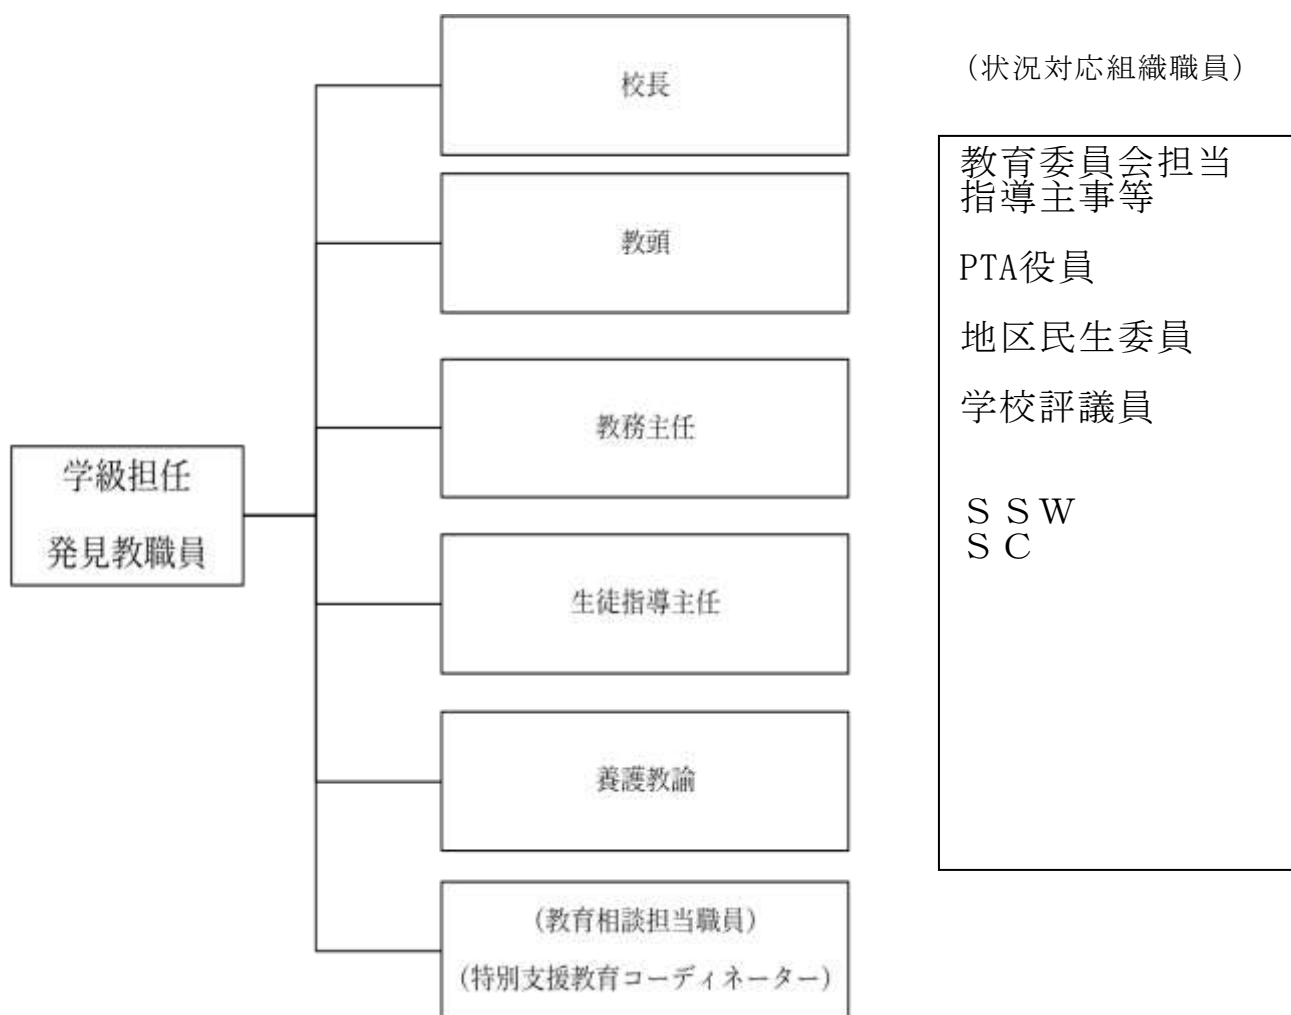 校長
教頭
教務主任
学級担任
発見教職員
生徒指導主任
養護教諭
(教育相談担当職員)
(特別支援教育コーディネーター)
(状況対応組織職員)
教育委員会担当
指導主事等
PTA役員
地区民生委員
学校評議員
ＳＳＷ
ＳＣ